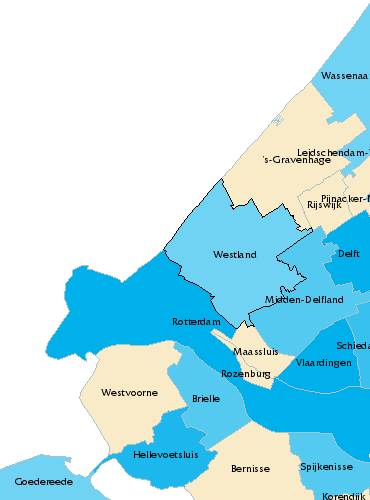 Wassenaa
Leidschendam-
's-Gravenhage
Pijnacker-N
Rijswijk
Westland
Delft
Midden-Delfland
Rotterdam
Schieda
Maassluis
Vlaardingen
Rozenburg
Westvoorne
Brielle
Hellevoetsluis
Bernisse
Spijkenisse
Goedereede
Korendijk